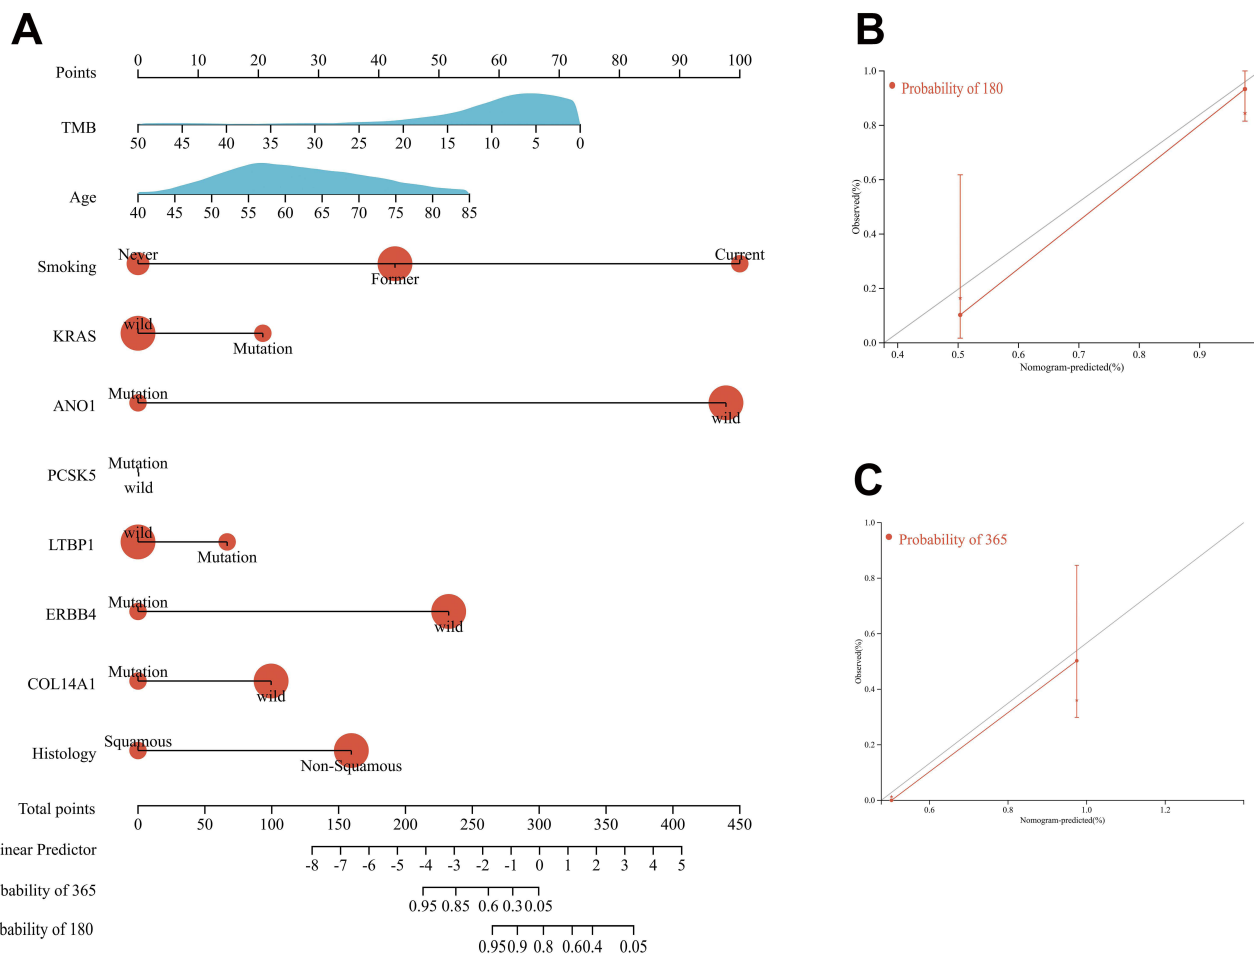 A
Points
0 10 20 30 40 50 60 70 80 90 100
TMB
50 45 40 35 30 25 20 15 10 5 0
Age
40 45 50 55 60 65 70 75 80 85
Smoking
Never
Former
Current
KRAS
wild
Mutation
ANO1
Mutation
wild
PCSK5
Mutation
wild
LTBP1
wild
Mutation
ERBB4
Mutation
wild
COL14A1
Mutation
wild
Histology
Squamous
Non-Squamous
Total points
0 50 100 150 200 250 300 350 400 450
inear Predictor
-8 -7 -6 -5 -4 -3 -2 -1 0 1 2 3 4 5
bability of 365
0.95 0.85 0.6 0.3 0.05
bability of 180
0.95 0.9 0.8 0.6 0.4 0.05
B
Probability of 180
Observed(%)
1.0
0.8
0.6
0.4
0.2
0.0
0.4 0.5 0.6 0.7 0.8 0.9
Nomogram-predicted(%)
C
Probability of 365
Observed(%)
1.0
0.8
0.6
0.4
0.2
0.0
0.6 0.8 1.0 1.2
Nomogram-predicted(%)